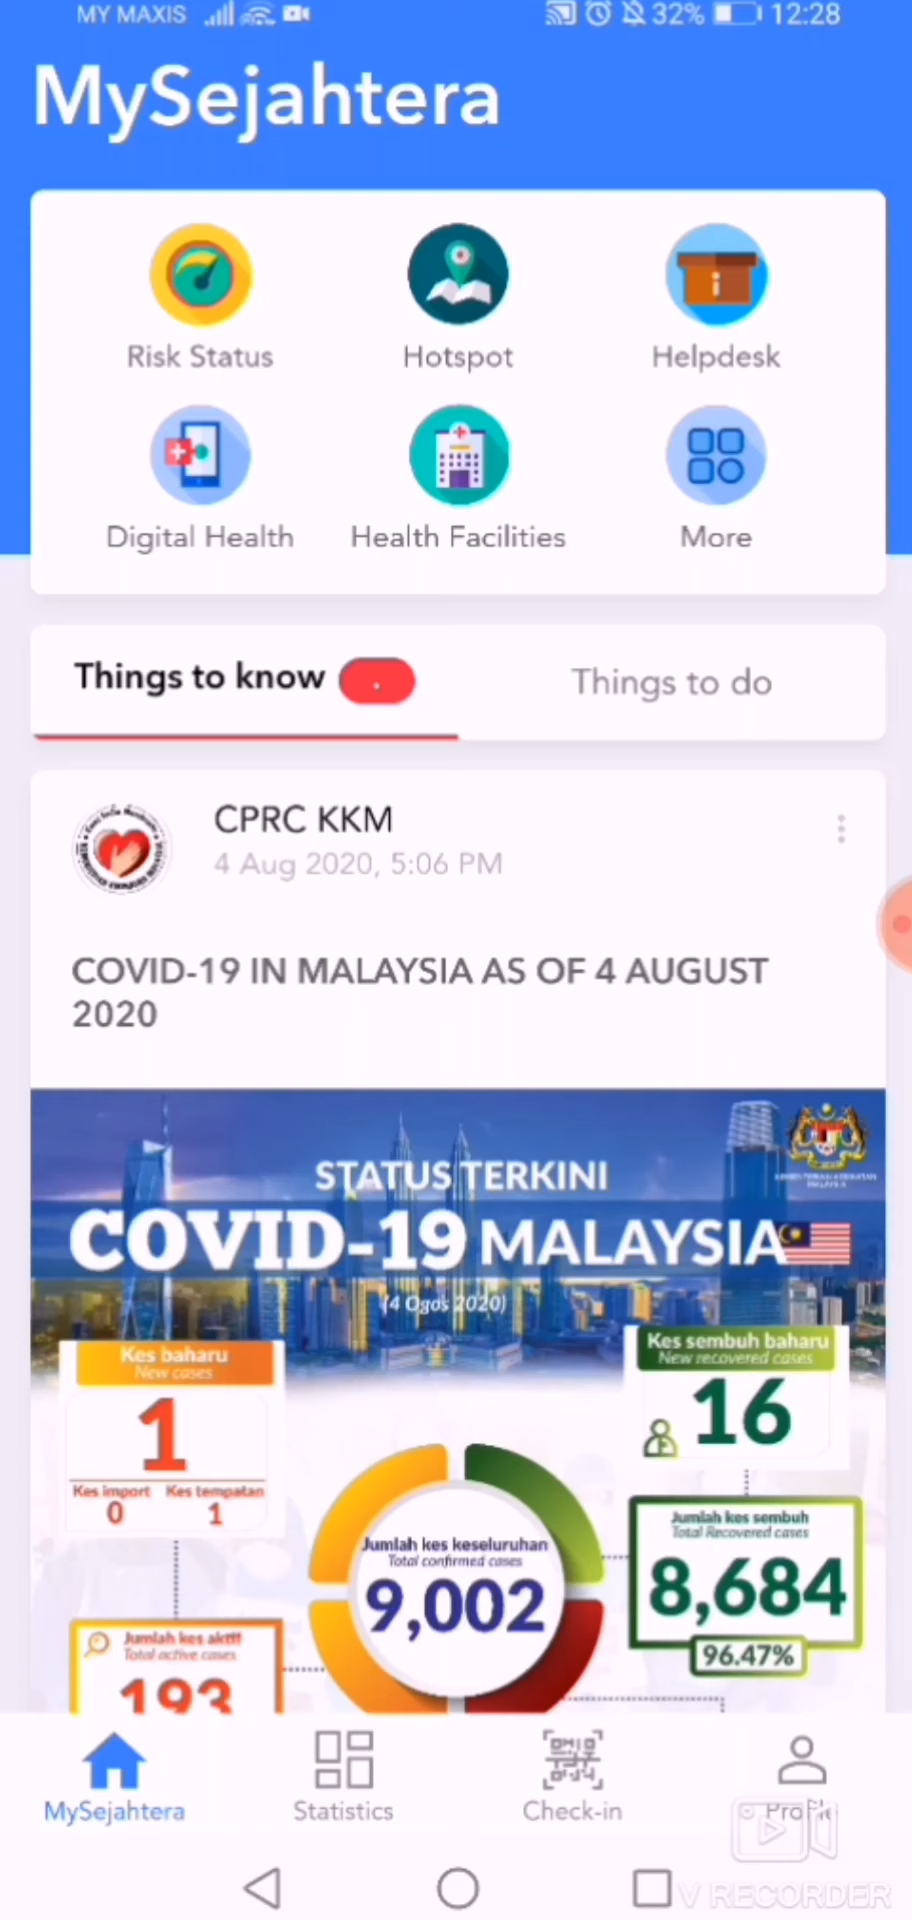 MY MAXIS 32% 12:28
MySejahtera
Risk Status
Hotspot
Helpdesk
Digital Health
Health Facilities
More
Things to know
Things to do
CPRC KKM
4 Aug 2020, 5:06 PM
COVID-19 IN MALAYSIA AS OF 4 AUGUST
2020
STATUS TERKINI
COVID-19 MALAYSIA
(4 Ogos 2020)
Kes baharu
New cases
1
Kes import Kes tempatan
0 1
Kes sembuh baharu
New recovered cases
16
Jumlah kes keseluruhan
Total confirmed cases
9,002
Jumlah kes sembuh
Total Recovered cases
8,684
96.47%
Jumlah kes aktif
Total active cases
193
MySejahtera
Statistics
Check-in
Profile
V RECORDER